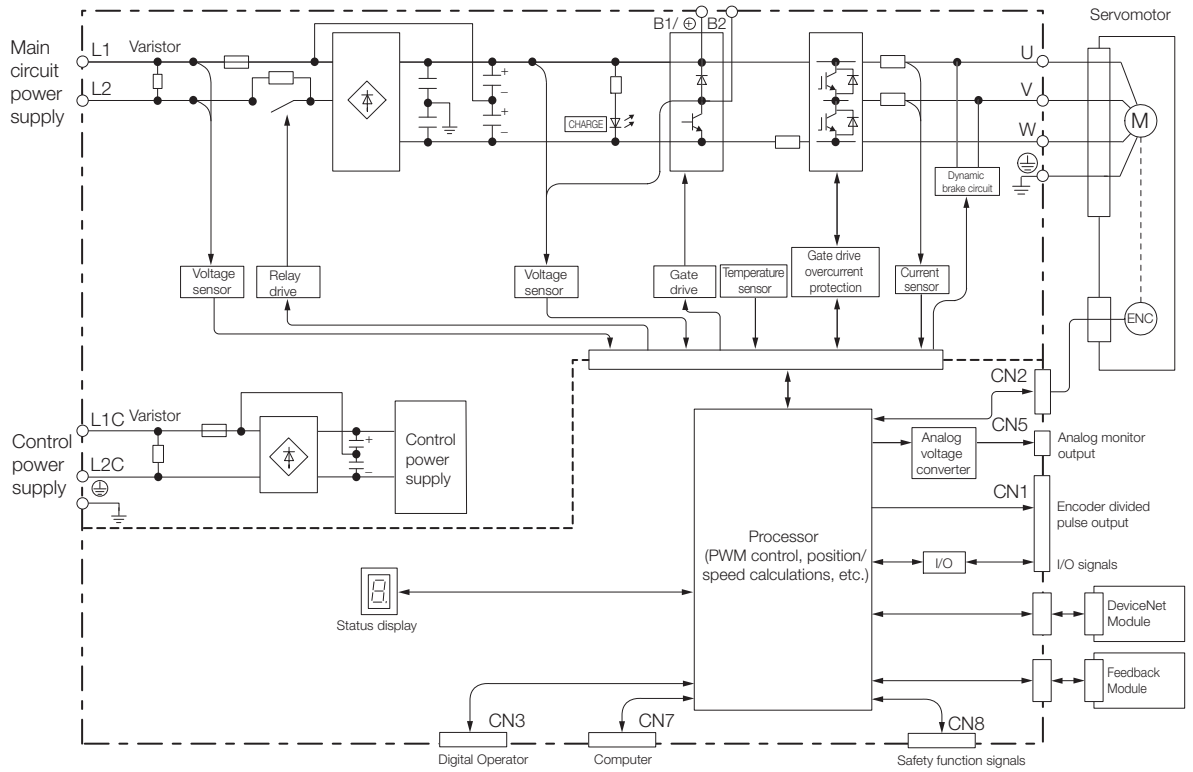 Servomotor
B1/ ⊕ B2
Main
circuit
power
supply
L1
Varistor
L2
+
−
+
−
CHARGE
U
V
W
M
Dynamic
brake circuit
Voltage
sensor
Relay
drive
Voltage
sensor
Gate
drive
Temperature
sensor
Gate drive
overcurrent
protection
Current
sensor
ENC
CN2
L1C
Varistor
Control
power
supply
L2C
+
−
Control
power
supply
CN5
Analog
voltage
converter
Analog monitor
output
CN1
Encoder divided
pulse output
Processor
(PWM control, position/
speed calculations, etc.)
I/O
I/O signals
8.
Status display
DeviceNet
Module
Feedback
Module
CN3
CN7
CN8
Digital Operator
Computer
Safety function signals